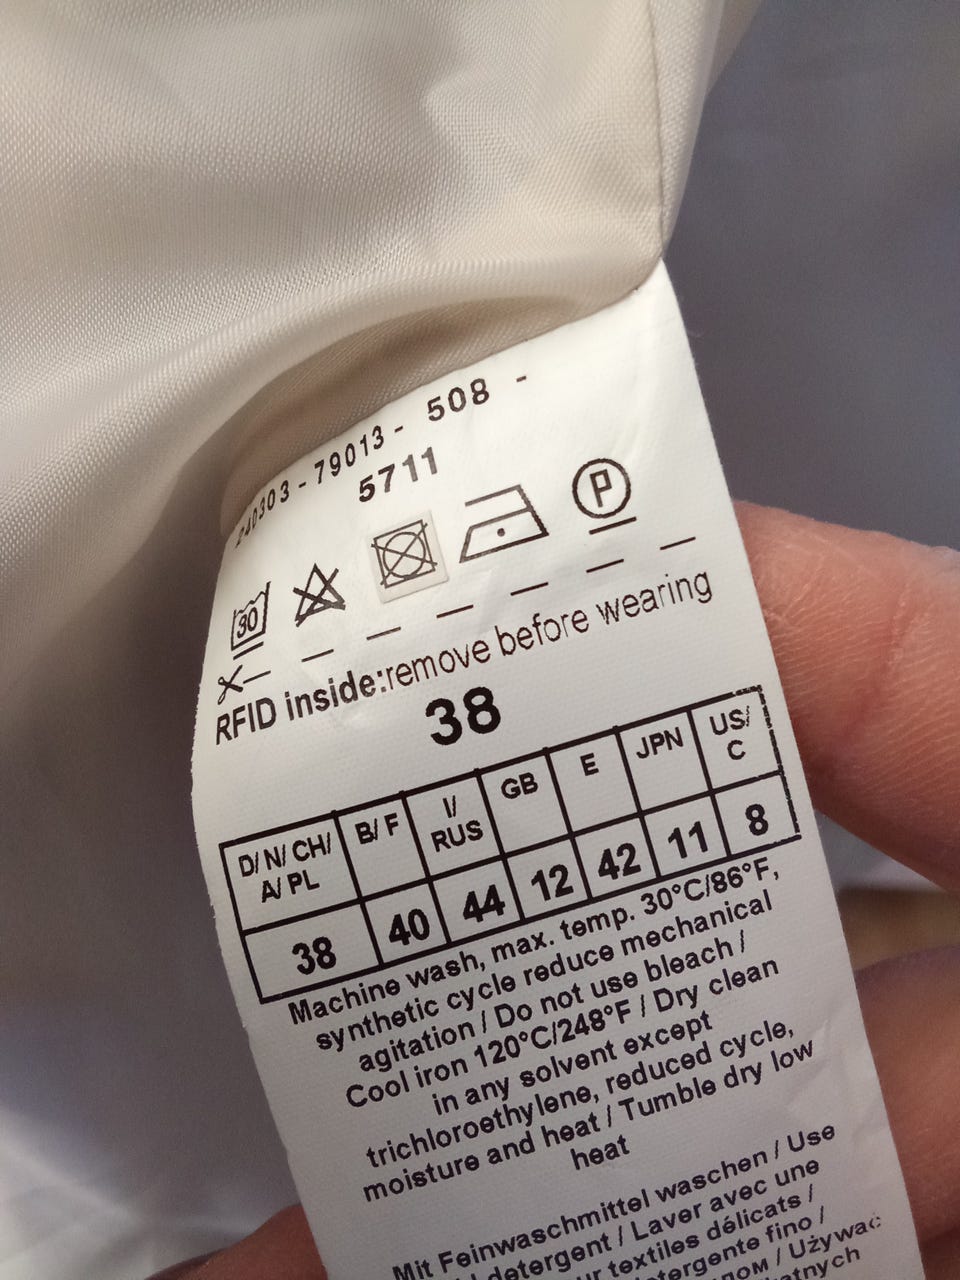 240303-79013- 508 -
5711
30
P
RFID inside:remove before wearing
38
D/ N/ CH/ A/ PL B/ F I/ RUS GB E JPN US/ C
38 40 44 12 42 11 8
Machine wash, max. temp. 30°C/86°F,
synthetic cycle reduce mechanical
agitation / Do not use bleach /
Cool iron 120°C/248°F / Dry clean
in any solvent except
trichloroethylene, reduced cycle,
moisture and heat / Tumble dry low
heat
Mit Feinwaschmittel waschen / Use
detergent / Laver avec une
textiles délicats /
detergente fino /
/ Używać